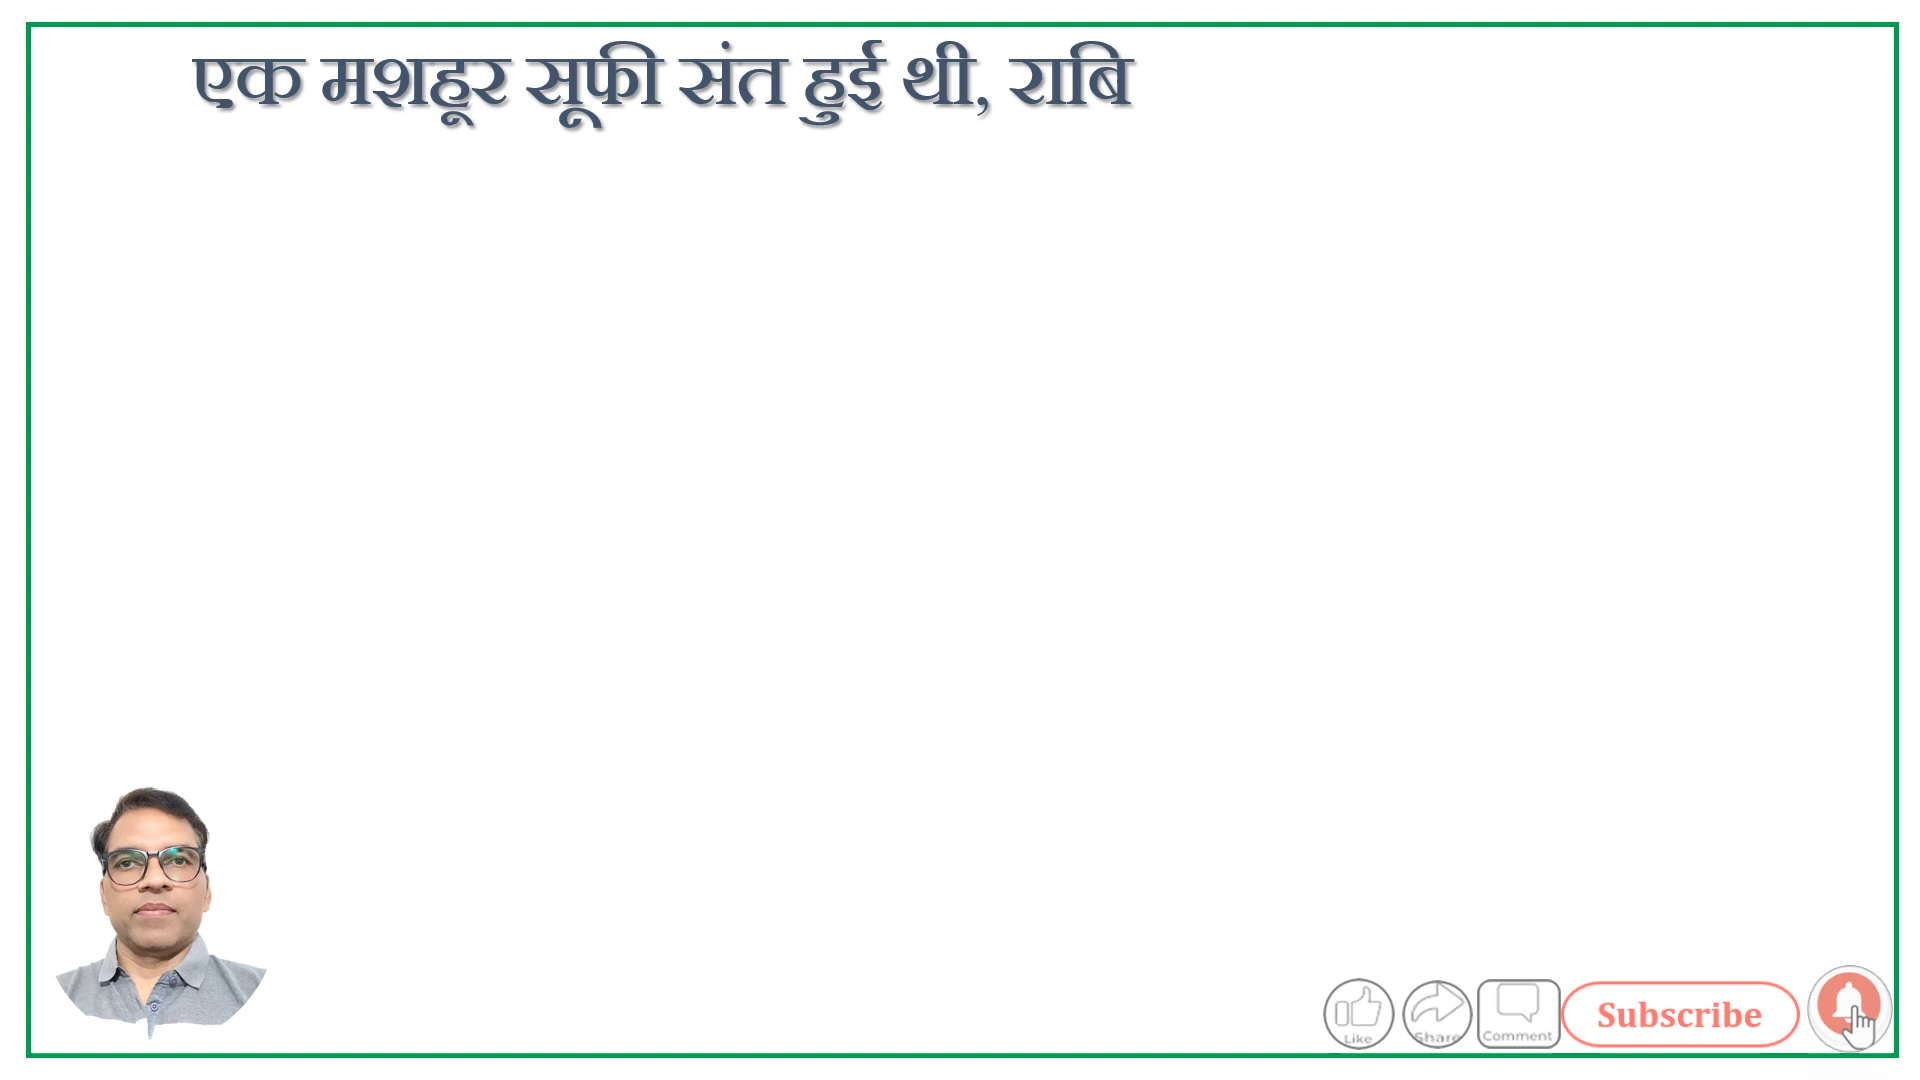 एक मशहूर सूफी संत हुई थी, राबि
Like
Share
Comment
Subscribe